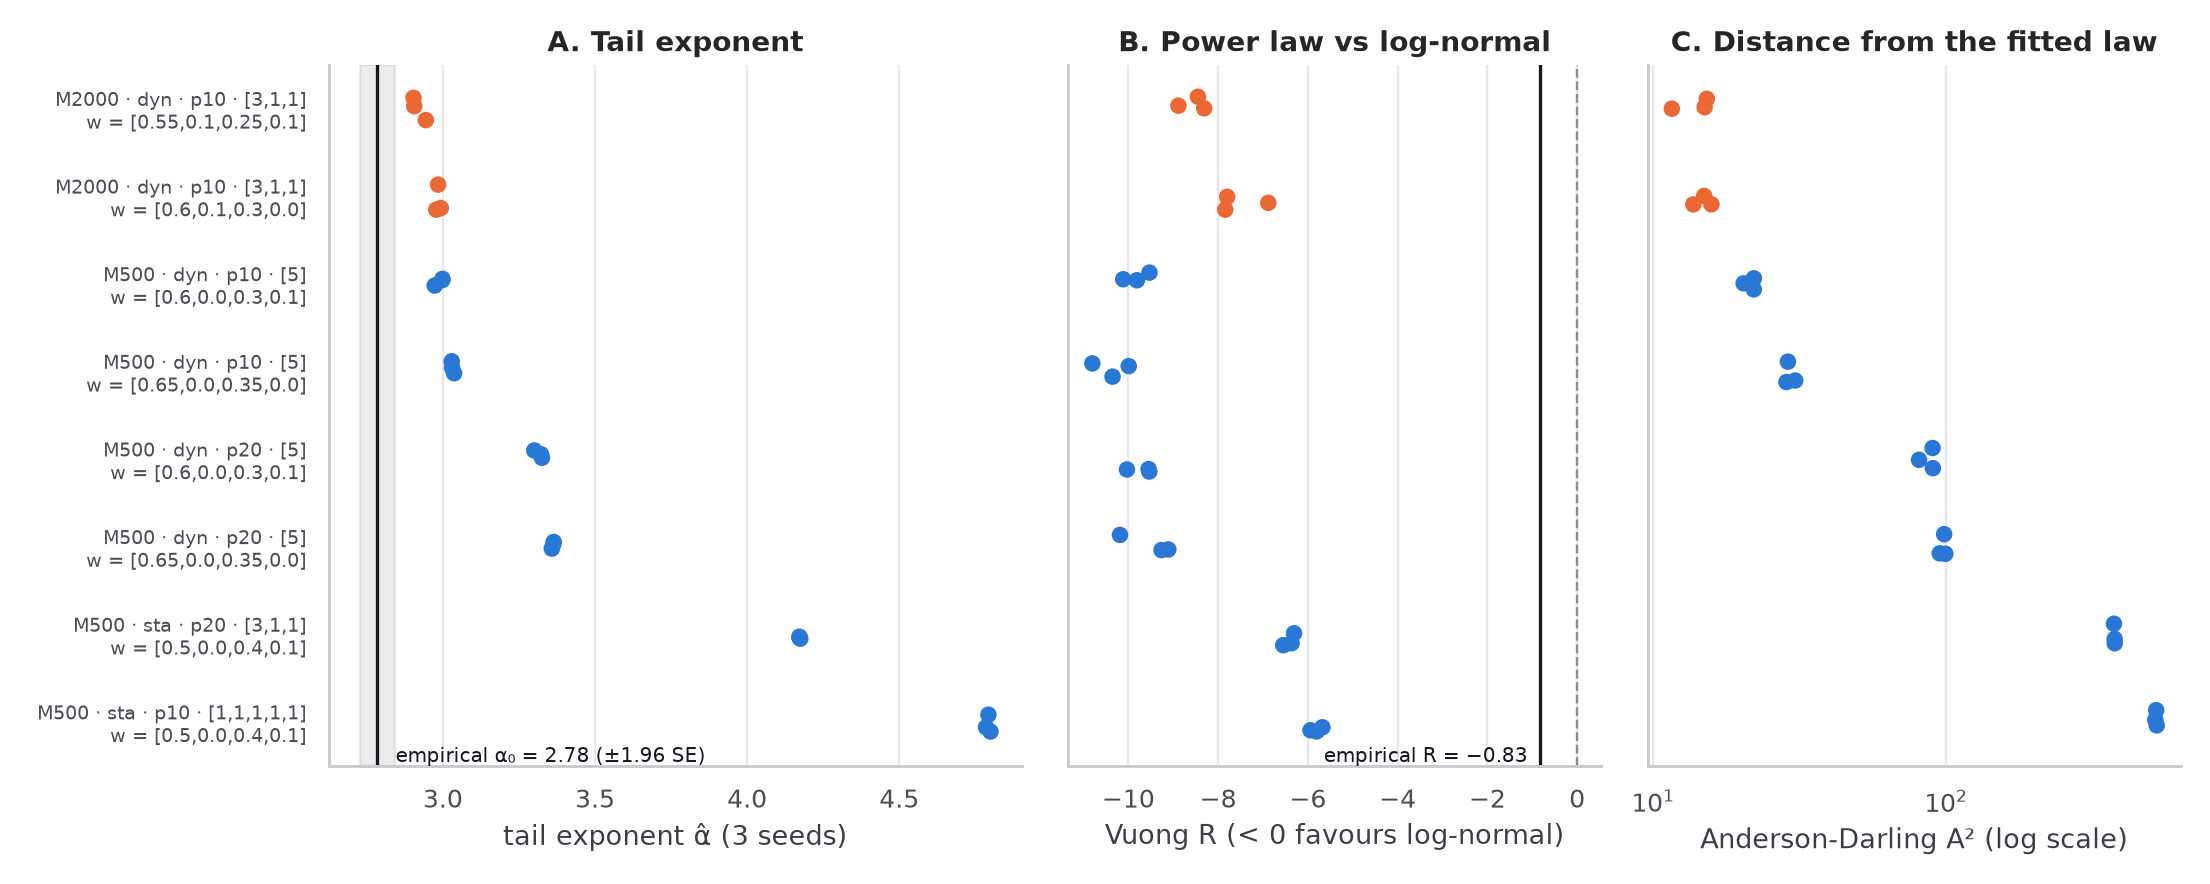 A. Tail exponent
B. Power law vs log-normal
C. Distance from the fitted law
M2000 · dyn · p10 · [3,1,1]
w = [0.55,0.1,0.25,0.1]
M2000 · dyn · p10 · [3,1,1]
w = [0.6,0.1,0.3,0.0]
M500 · dyn · p10 · [5]
w = [0.6,0.0,0.3,0.1]
M500 · dyn · p10 · [5]
w = [0.65,0.0,0.35,0.0]
M500 · dyn · p20 · [5]
w = [0.6,0.0,0.3,0.1]
M500 · dyn · p20 · [5]
w = [0.65,0.0,0.35,0.0]
M500 · sta · p20 · [3,1,1]
w = [0.5,0.0,0.4,0.1]
M500 · sta · p10 · [1,1,1,1,1]
w = [0.5,0.0,0.4,0.1]
empirical α₀ = 2.78 (±1.96 SE)
empirical R = −0.83
3.0 3.5 4.0 4.5
−10 −8 −6 −4 −2 0
10¹ 10²
tail exponent α̂ (3 seeds)
Vuong R (< 0 favours log-normal)
Anderson-Darling A² (log scale)